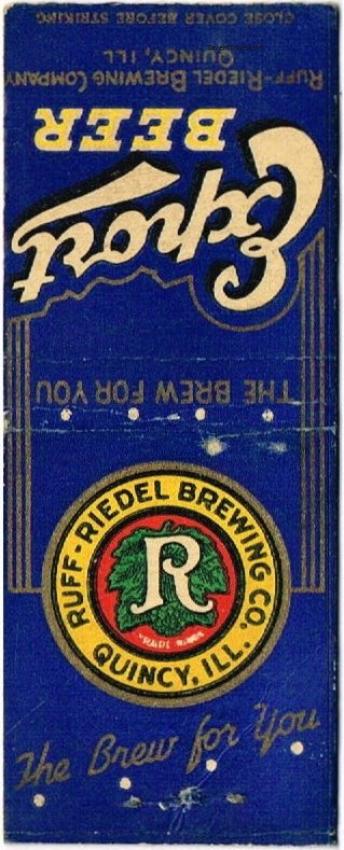 CLOSE COVER BEFORE STRIKING
RUFF-RIEDEL BREWING COMPANY
QUINCY, ILL
Export
BEER
THE BREW FOR YOU
RUFF-RIEDEL BREWING CO.
QUINCY, ILL.
R
TRADE MARK
The Brew for You